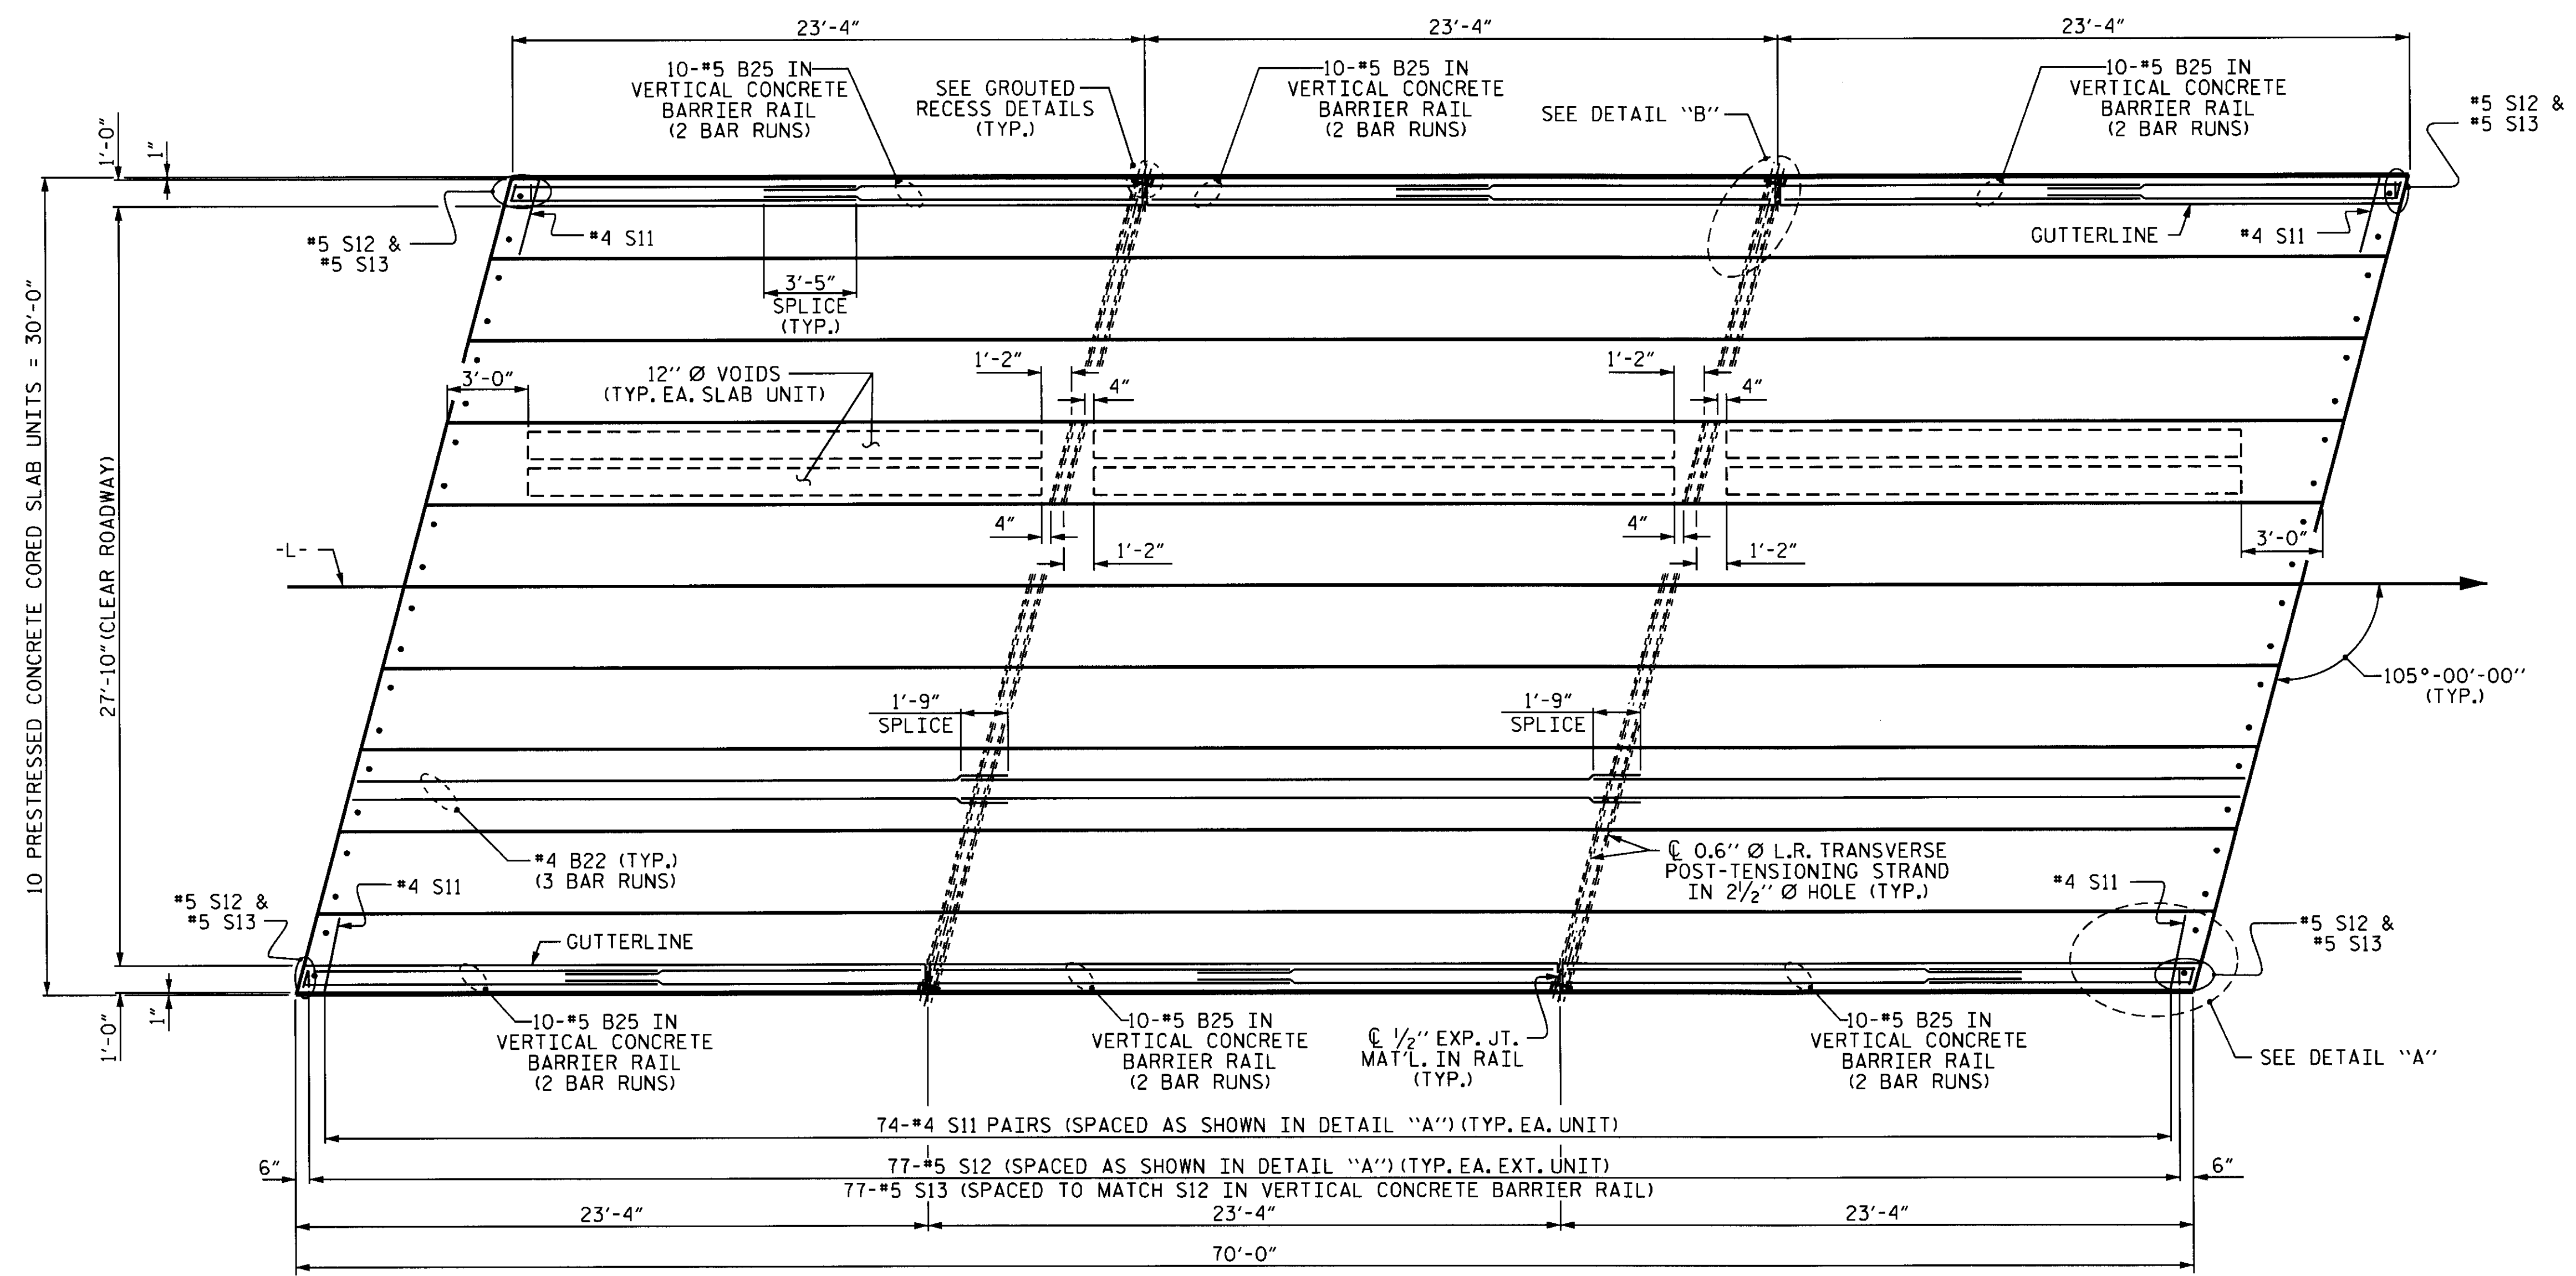 23'-4"
23'-4"
23'-4"
10-#5 B25 IN
VERTICAL CONCRETE
BARRIER RAIL
(2 BAR RUNS)
SEE GROUTED
RECESS DETAILS
(TYP.)
10-#5 B25 IN
VERTICAL CONCRETE
BARRIER RAIL
(2 BAR RUNS)
SEE DETAIL "B"
10-#5 B25 IN
VERTICAL CONCRETE
BARRIER RAIL
(2 BAR RUNS)
#5 S12 &
#5 S13
1'-0"
1"
#5 S12 &
#5 S13
#4 S11
GUTTERLINE
#4 S11
3'-5"
SPLICE
(TYP.)
10 PRESTRESSED CONCRETE CORED SLAB UNITS = 30'-0"
27'-10" (CLEAR ROADWAY)
3'-0"
12" Ø VOIDS
(TYP. EA. SLAB UNIT)
1'-2"
4"
1'-2"
4"
4"
1'-2"
4"
1'-2"
3'-0"
-L-
105°-00'-00"
(TYP.)
1'-9"
SPLICE
1'-9"
SPLICE
#4 B22 (TYP.)
(3 BAR RUNS)
℄ 0.6" Ø L.R. TRANSVERSE
POST-TENSIONING STRAND
IN 2½" Ø HOLE (TYP.)
#4 S11
#4 S11
#5 S12 &
#5 S13
#5 S12 &
#5 S13
GUTTERLINE
1'-0"
1"
10-#5 B25 IN
VERTICAL CONCRETE
BARRIER RAIL
(2 BAR RUNS)
10-#5 B25 IN
VERTICAL CONCRETE
BARRIER RAIL
(2 BAR RUNS)
℄ ½" EXP. JT.
MAT'L. IN RAIL
(TYP.)
10-#5 B25 IN
VERTICAL CONCRETE
BARRIER RAIL
(2 BAR RUNS)
SEE DETAIL "A"
74-#4 S11 PAIRS (SPACED AS SHOWN IN DETAIL "A") (TYP. EA. UNIT)
6"
77-#5 S12 (SPACED AS SHOWN IN DETAIL "A") (TYP. EA. EXT. UNIT)
6"
77-#5 S13 (SPACED TO MATCH S12 IN VERTICAL CONCRETE BARRIER RAIL)
23'-4"
23'-4"
23'-4"
70'-0"